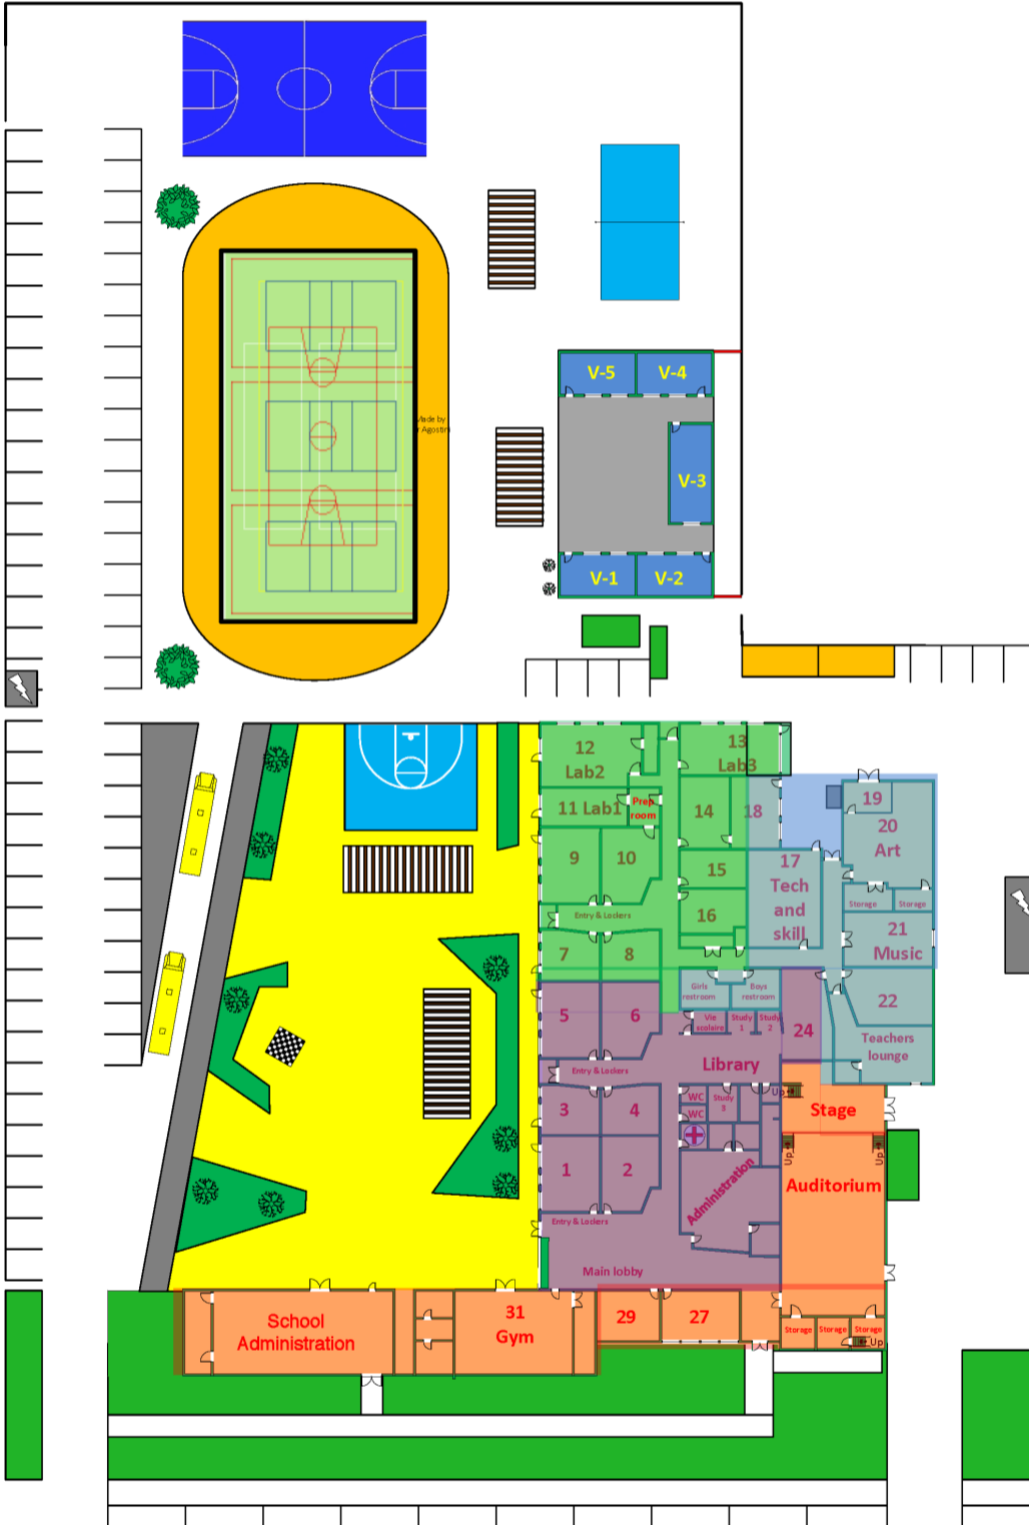 Made by
r Agostini
V-5
V-4
V-3
V-1
V-2
12
Lab2
13
Lab3
11 Lab1
Prep
room
14
18
19
20
Art
9
10
15
17
Tech
and
skill
16
Storage
Storage
Entry & Lockers
21
Music
7
8
Girls
restroom
Boys
restroom
22
5
6
Vie
scolaire
Study
1
Study
2
24
Teachers
lounge
Library
Entry & Lockers
WC
WC
Study
3
Up
Stage
3
4
1
2
Administration
Up
Up
Auditorium
Entry & Lockers
Main lobby
School
Administration
31
Gym
29
27
Storage
Storage
Storage
Up